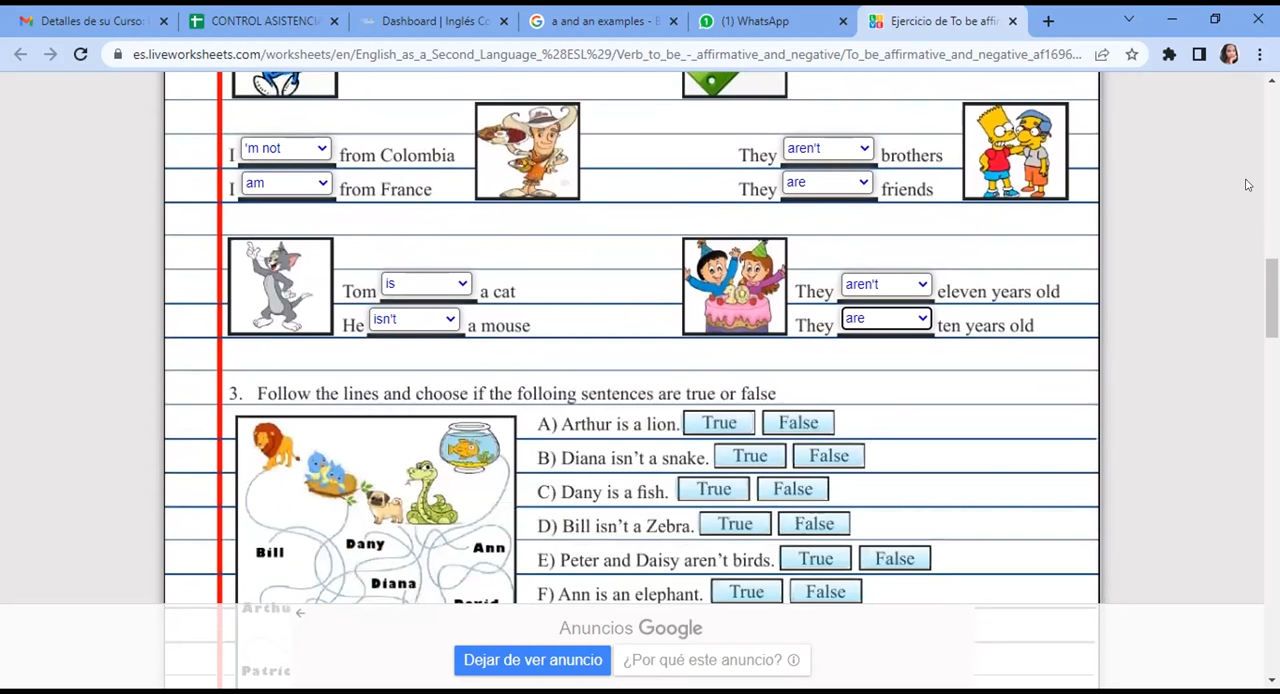 Detalles de su Curso:
CONTROL ASISTENCI
Dashboard | Inglés Co
a and an examples - B
(1) WhatsApp
Ejercicio de To be affi
es.liveworksheets.com/worksheets/en/English_as_a_Second_Language_%28ESL%29/Verb_to_be_-_affirmative_and_negative/To_be_affirmative_and_negative_af1696...
I 'm not from Colombia
I am from France
They aren't brothers
They are friends
Tom is a cat
He isn't a mouse
10
They aren't eleven years old
They are ten years old
3. Follow the lines and choose if the folloing sentences are true or false
A) Arthur is a lion. True False
B) Diana isn't a snake. True False
C) Dany is a fish. True False
D) Bill isn't a Zebra. True False
E) Peter and Daisy aren't birds. True False
F) Ann is an elephant. True False
Bill
Dany
Ann
Diana
David
Arthu
Patric
Anuncios Google
Dejar de ver anuncio
¿Por qué este anuncio?